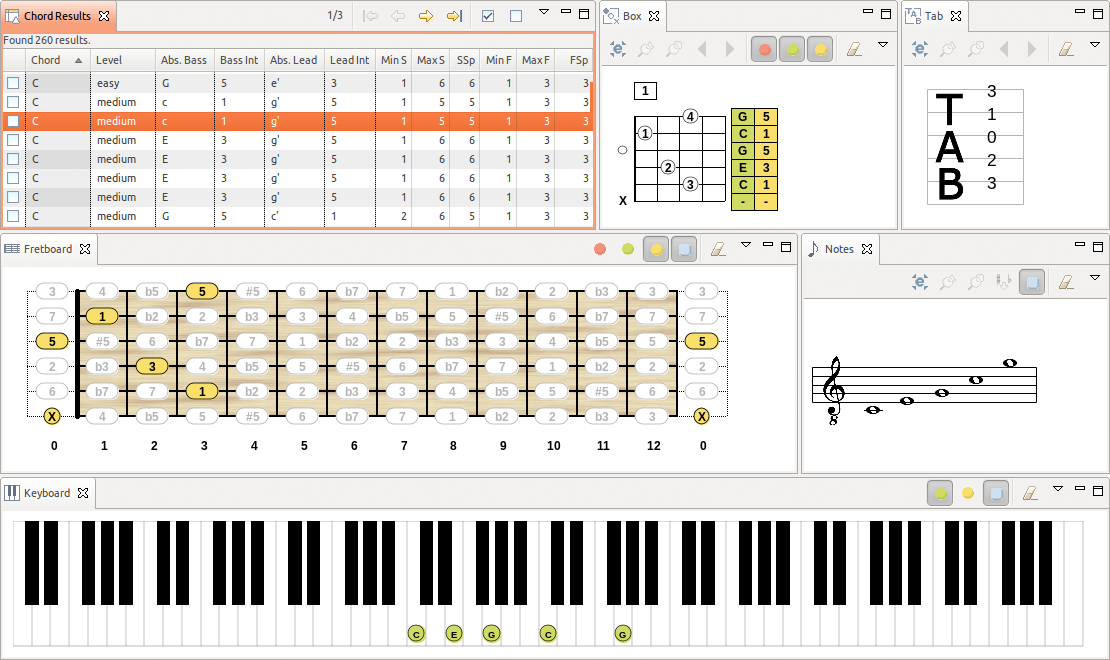 Chord Results
1/3
Found 260 results.
Chord Level Abs. Bass Bass Int Abs. Lead Lead Int Min S Max S SSp Min F Max F FSp
C easy G 5 e' 3 1 6 6 1 3 3
C medium c 1 g' 5 1 5 5 1 3 3
C medium c 1 g' 5 1 5 5 1 3 3
C medium E 3 g' 5 1 6 6 1 3 3
C medium E 3 g' 5 1 6 6 1 3 3
C medium E 3 g' 5 1 6 6 1 3 3
C medium E 3 g' 5 1 6 6 1 3 3
C medium G 5 c' 1 2 6 5 1 3 3
Box
1
4 G 5
1 C 1
G 5
2 E 3
3 C 1
X - -
Tab
TAB
3
1
0
2
3
Fretboard
3 4 b5 5 #5 6 b7 7 1 b2 2 b3 3 3
7 1 b2 2 b3 3 4 b5 5 #5 6 b7 7 7
5 #5 6 b7 7 1 b2 2 b3 3 4 b5 5 5
2 b3 3 4 b5 5 #5 6 b7 7 1 b2 2 2
6 b7 7 1 b2 2 b3 3 4 b5 5 #5 6 6
X 4 b5 5 #5 6 b7 7 1 b2 2 b3 3 X
0 1 2 3 4 5 6 7 8 9 10 11 12 0
Notes
8
Keyboard
C E G C G